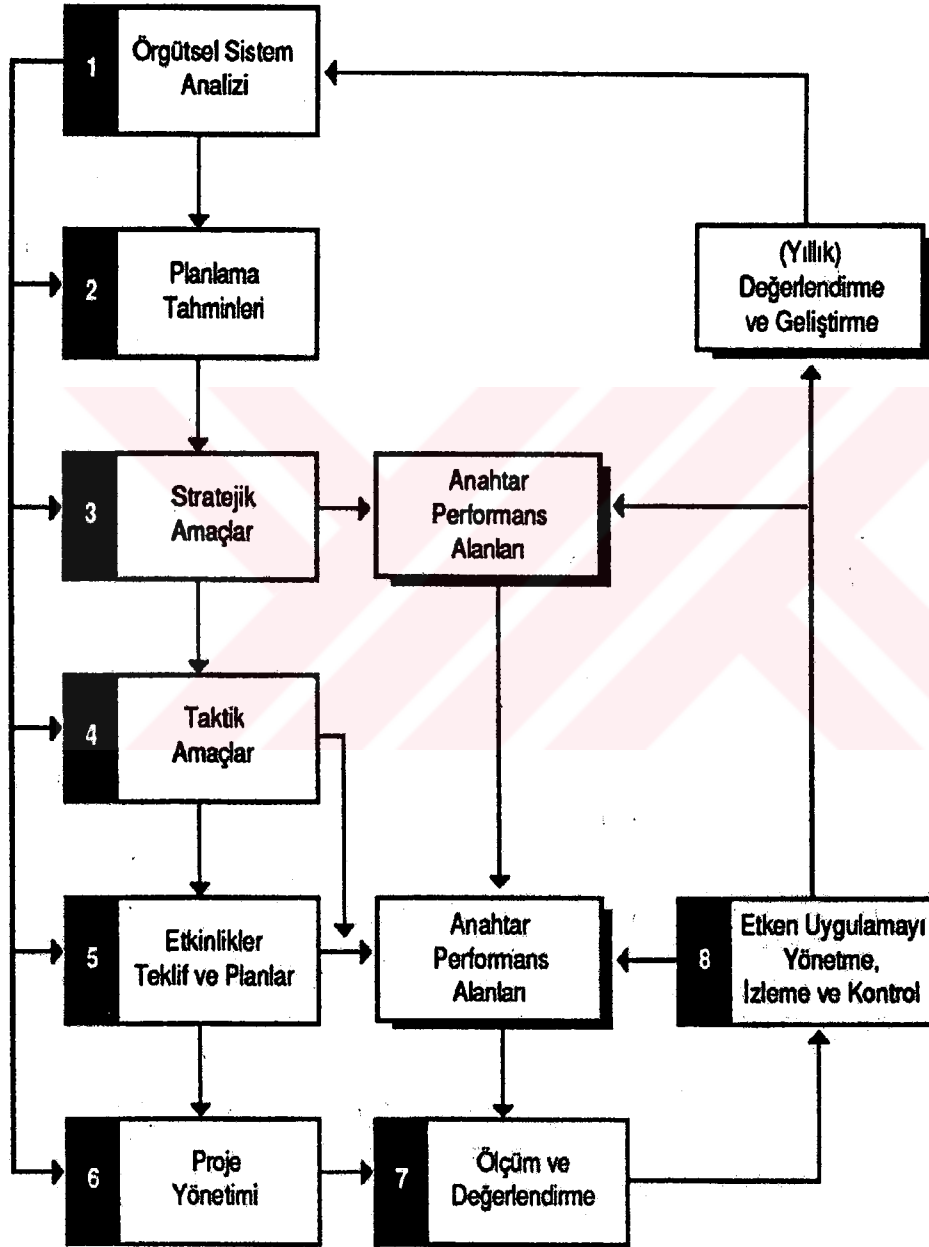 1
Örgütsel Sistem
Analizi
2
Planlama
Tahminleri
(Yıllık)
Değerlendirme
ve Geliştirme
3
Stratejik
Amaçlar
Anahtar
Performans
Alanları
4
Taktik
Amaçlar
5
Etkinlikler
Teklif ve Planlar
Anahtar
Performans
Alanları
8
Etken Uygulamayı
Yönetme,
İzleme ve Kontrol
6
Proje
Yönetimi
7
Ölçüm ve
Değerlendirme